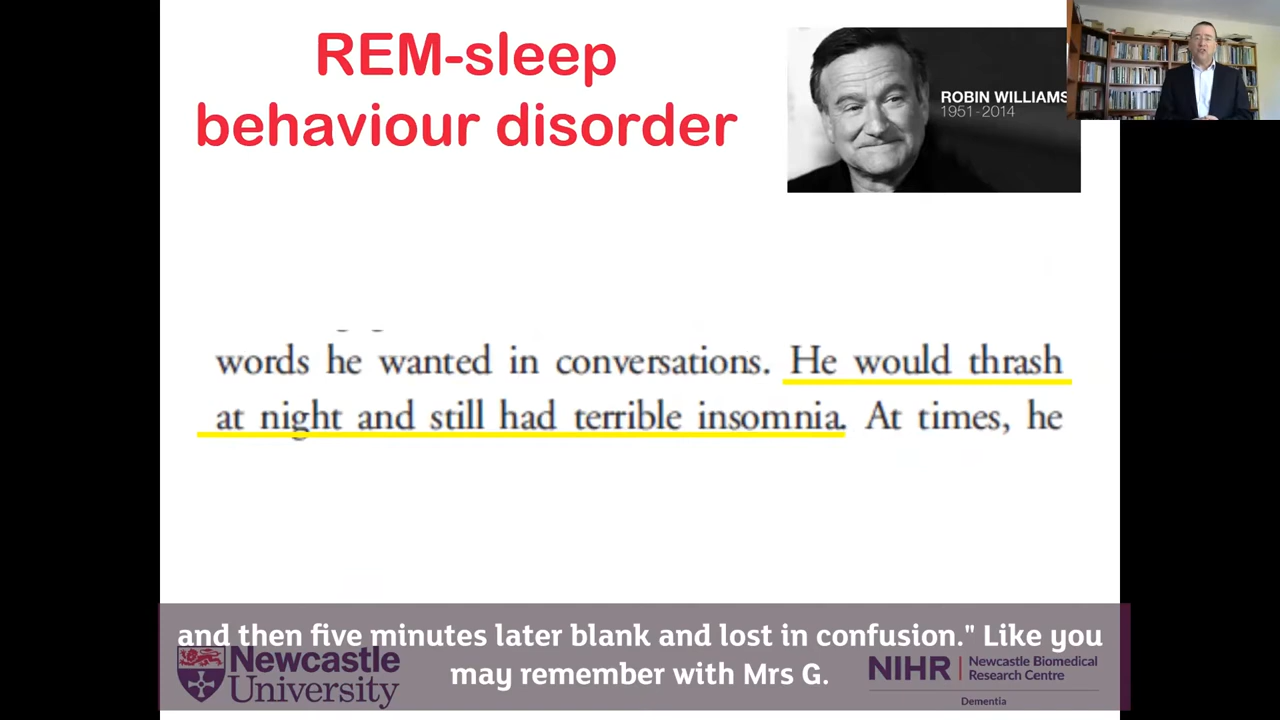 REM-sleep
behaviour disorder
ROBIN WILLIAMS
1951-2014
words he wanted in conversations. He would thrash
at night and still had terrible insomnia. At times, he
and then five minutes later blank and lost in confusion." Like you
may remember with Mrs G.
Newcastle
University
NIHR | Newcastle Biomedical
Research Centre
Dementia